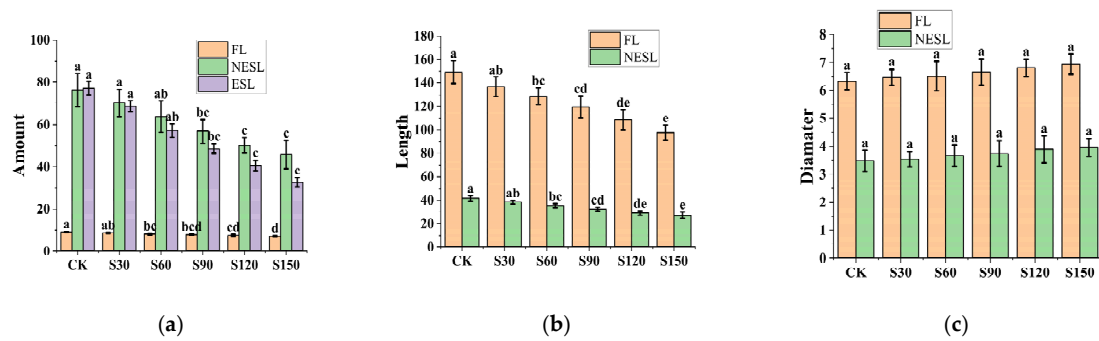 100
80
60
40
20
0
Amount
FL
NESL
ESL
a a a a ab ab bc bc c c c c
a ab bc bcd cd d
CK S30 S60 S90 S120 S150
(a)
180
160
140
120
100
80
60
40
20
0
Length
FL
NESL
a ab bc cd de e
a ab bc cd de e
CK S30 S60 S90 S120 S150
(b)
8
7
6
5
4
3
2
1
0
Diamater
FL
NESL
a a a a a a
a a a a a a
CK S30 S60 S90 S120 S150
(c)